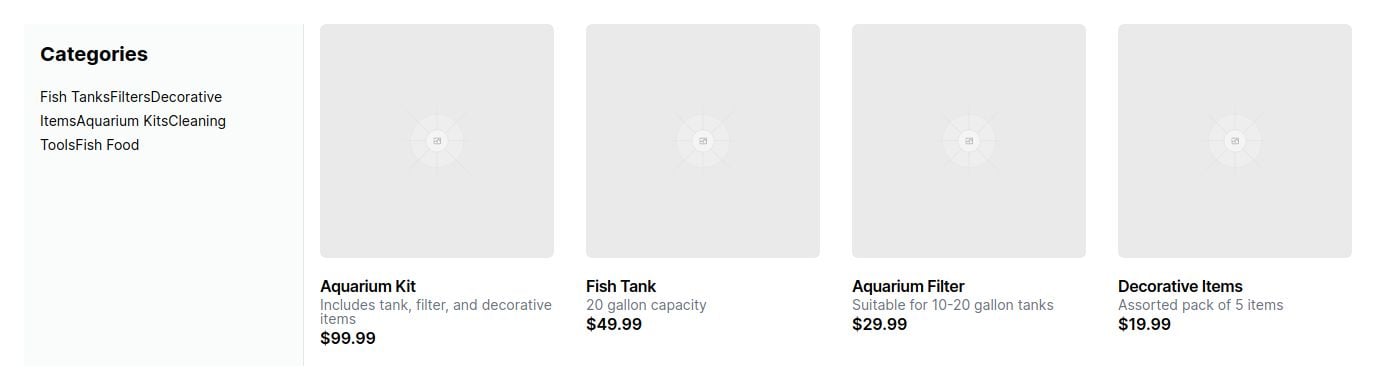 Categories
Fish TanksFiltersDecorative
ItemsAquarium KitsCleaning
ToolsFish Food
Aquarium Kit
Includes tank, filter, and decorative
items
$99.99
Fish Tank
20 gallon capacity
$49.99
Aquarium Filter
Suitable for 10-20 gallon tanks
$29.99
Decorative Items
Assorted pack of 5 items
$19.99